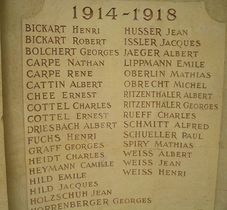 1914-1918
BICKART Henri
BICKART Robert
BOLCHERT Georges
CARPE Nathan
CARPE René
CATTIN Albert
CHEE Ernest
COTTEL Charles
COTTEL Ernest
DRIESBACH Albert
FUCHS Henri
GRAFF Georges
HEIDT Charles
HEYMANN Camille
HILD Emile
HILD Jacques
HOLZSCHUH Jean
HORRENBERGER Georges
HUSSER Jean
ISSLER Jacques
JAEGER Albert
LIPPMANN Emile
OBERLIN Mathias
OBRECHT Michel
RITZENTHALER Albert
RITZENTHALER Georges
RUEFF Charles
SCHMITT Alfred
SCHUELLER Paul
SPIRY Mathias
WEISS Albert
WEISS Jean
WEISS Henri